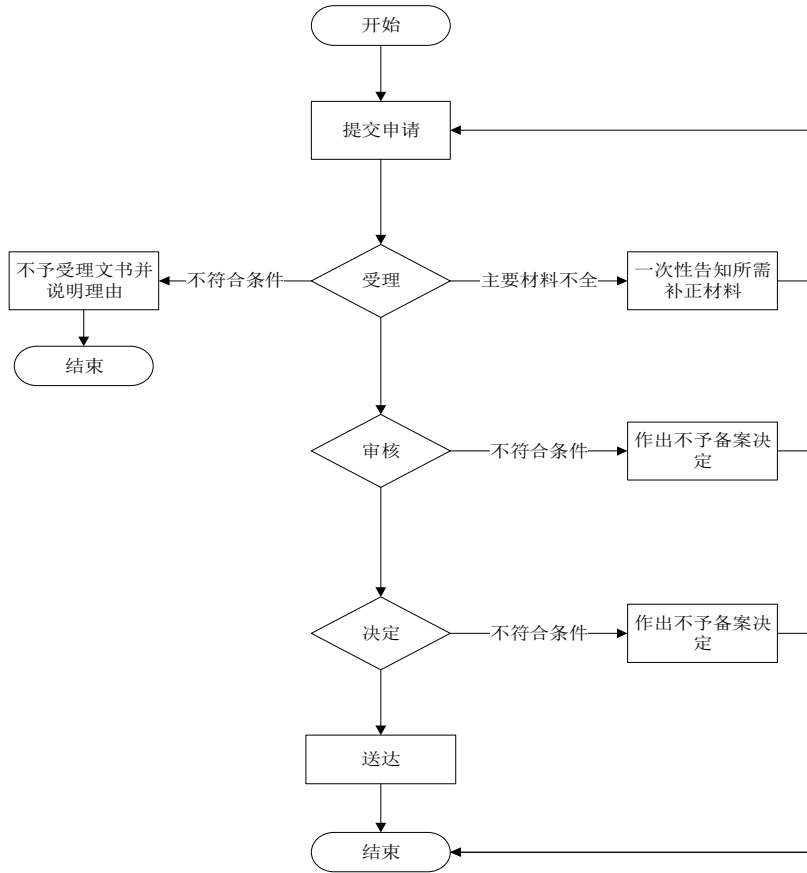 开始
提交申请
不予受理文书并
说明理由
不符合条件
受理
主要材料不全
一次性告知所需
补正材料
结束
审核
不符合条件
作出不予备案决
定
决定
不符合条件
作出不予备案决
定
送达
结束